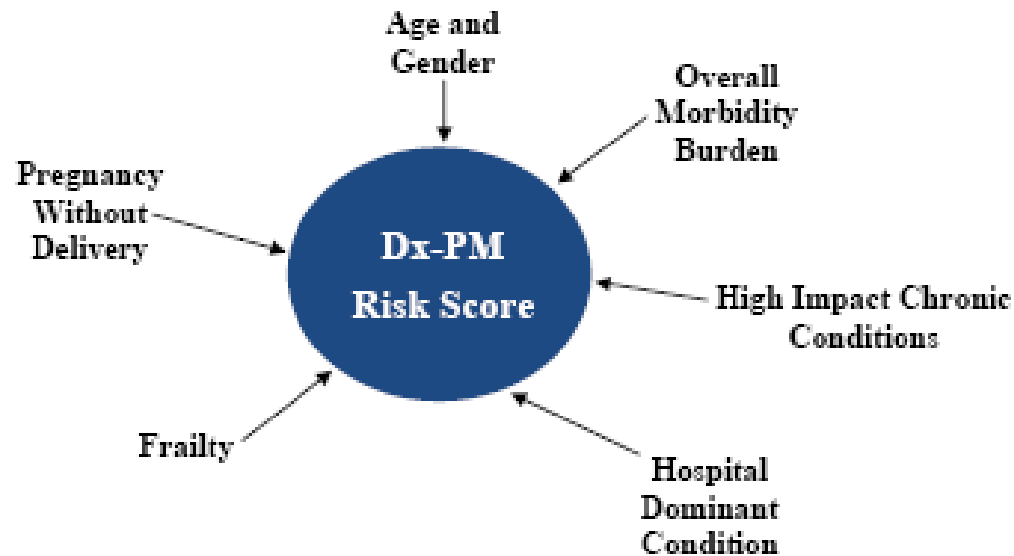 Age and
Gender
Overall
Morbidity
Burden
Pregnancy
Without
Delivery
Dx-PM
Risk Score
High Impact Chronic
Conditions
Frailty
Hospital
Dominant
Condition